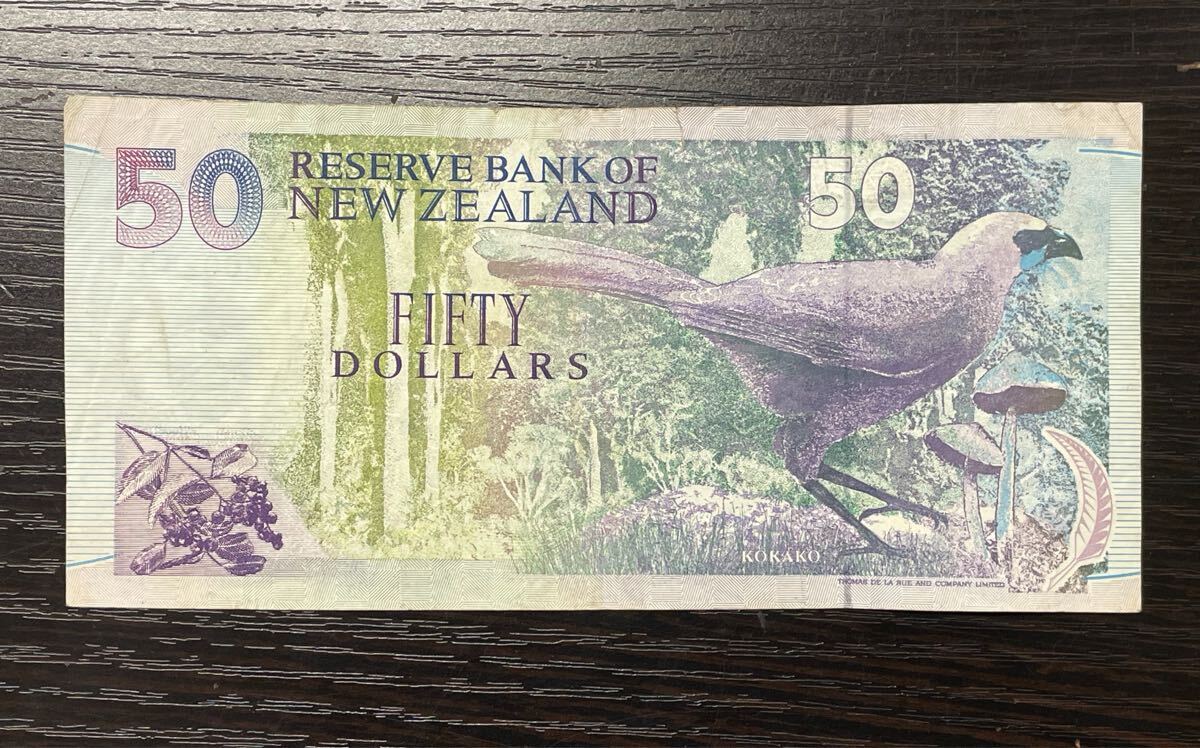 50
RESERVE BANK OF
NEW ZEALAND
50
FIFTY
DOLLARS
KOKAKO
THOMAS DE LA RUE AND COMPANY LIMITED